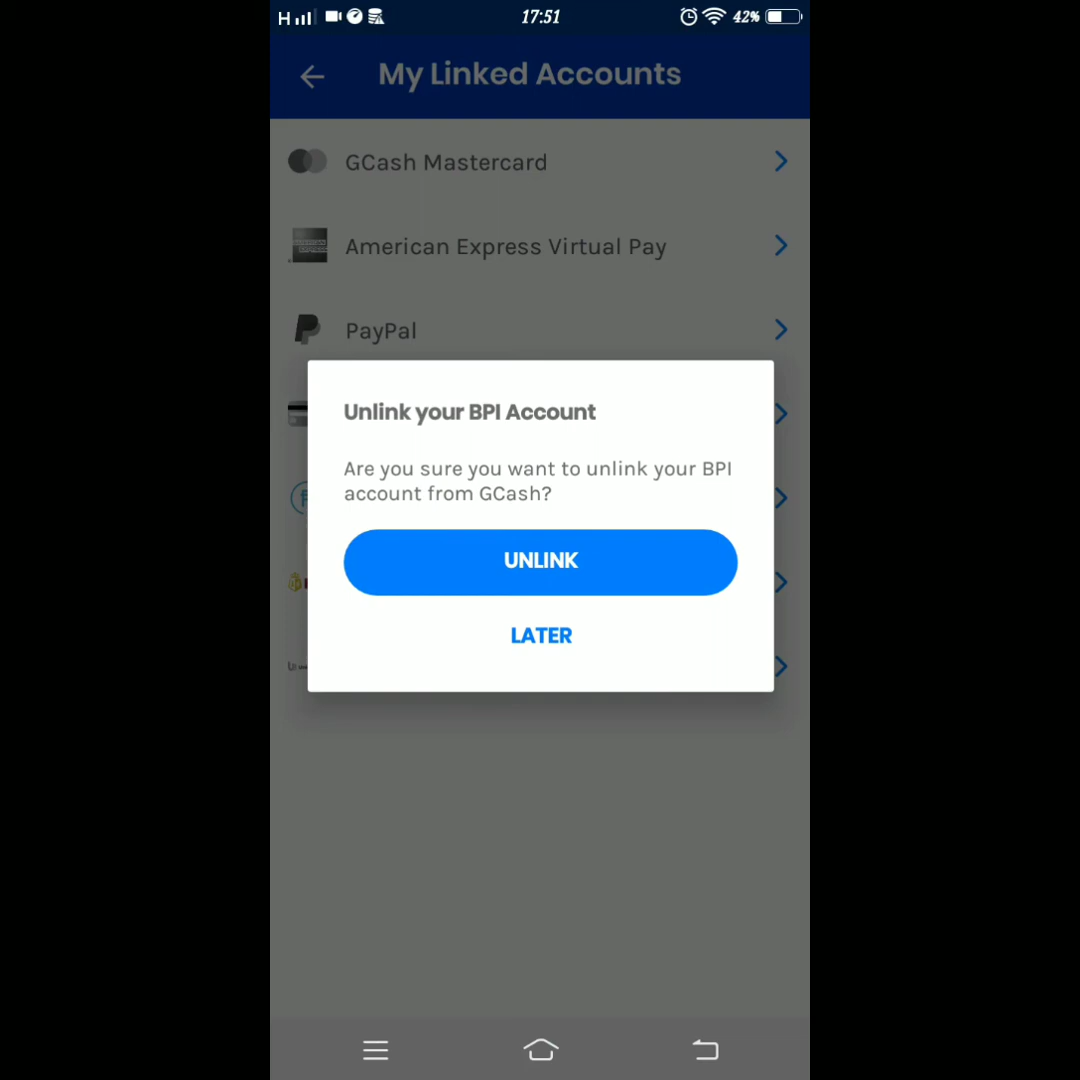 H 17:51 42%
My Linked Accounts
GCash Mastercard
American Express Virtual Pay
PayPal
Unlink your BPI Account
Are you sure you want to unlink your BPI
account from GCash?
UNLINK
LATER